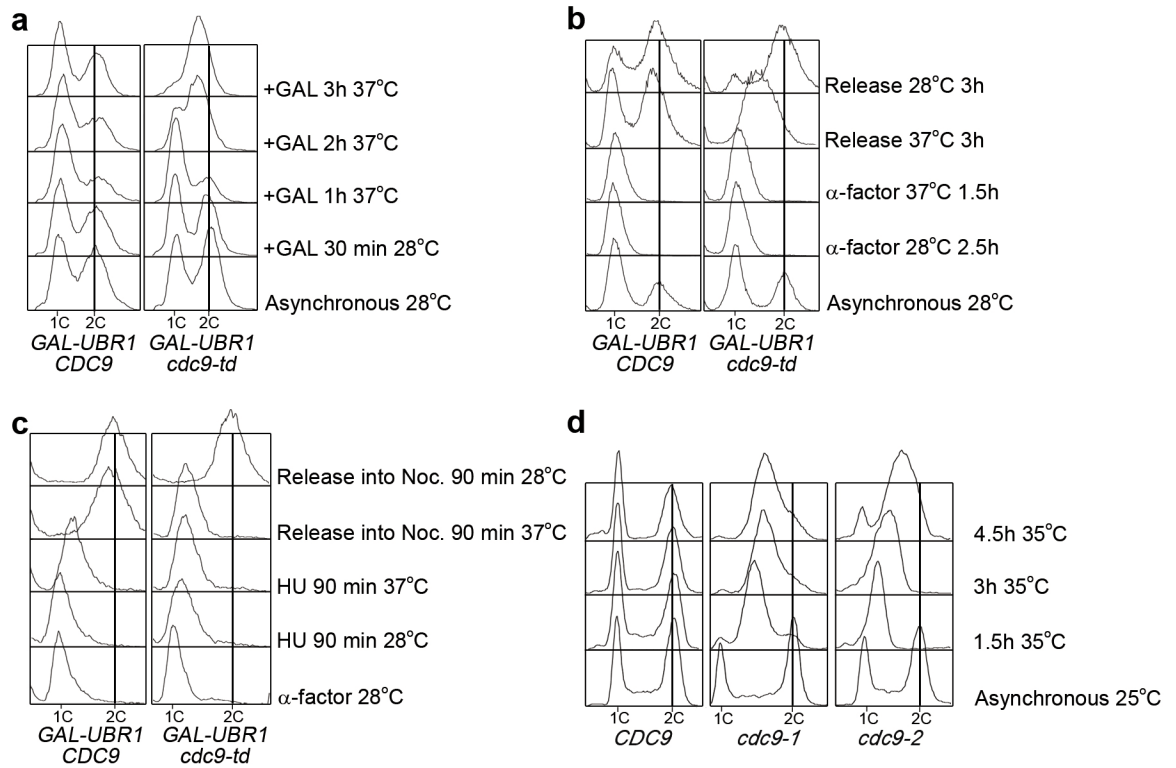 a
+GAL 3h 37°C
+GAL 2h 37°C
+GAL 1h 37°C
+GAL 30 min 28°C
Asynchronous 28°C
1C 2C 1C 2C
GAL-UBR1 GAL-UBR1
CDC9 cdc9-td
b
Release 28°C 3h
Release 37°C 3h
α-factor 37°C 1.5h
α-factor 28°C 2.5h
Asynchronous 28°C
1C 2C 1C 2C
GAL-UBR1 GAL-UBR1
CDC9 cdc9-td
c
Release into Noc. 90 min 28°C
Release into Noc. 90 min 37°C
HU 90 min 37°C
HU 90 min 28°C
α-factor 28°C
1C 2C 1C 2C
GAL-UBR1 GAL-UBR1
CDC9 cdc9-td
d
4.5h 35°C
3h 35°C
1.5h 35°C
Asynchronous 25°C
1C 2C 1C 2C 1C 2C
CDC9 cdc9-1 cdc9-2